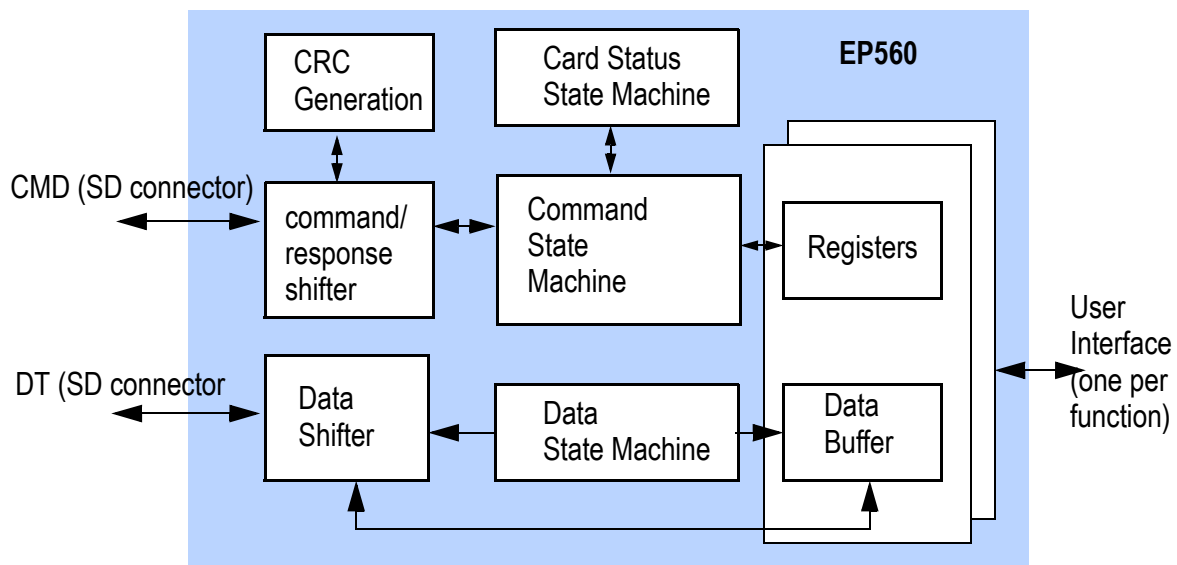 CRC
Generation
Card Status
State Machine
EP560
CMD (SD connector)
command/
response
shifter
Command
State
Machine
Registers
User
Interface
(one per
function)
DT (SD connector
Data
Shifter
Data
State Machine
Data
Buffer